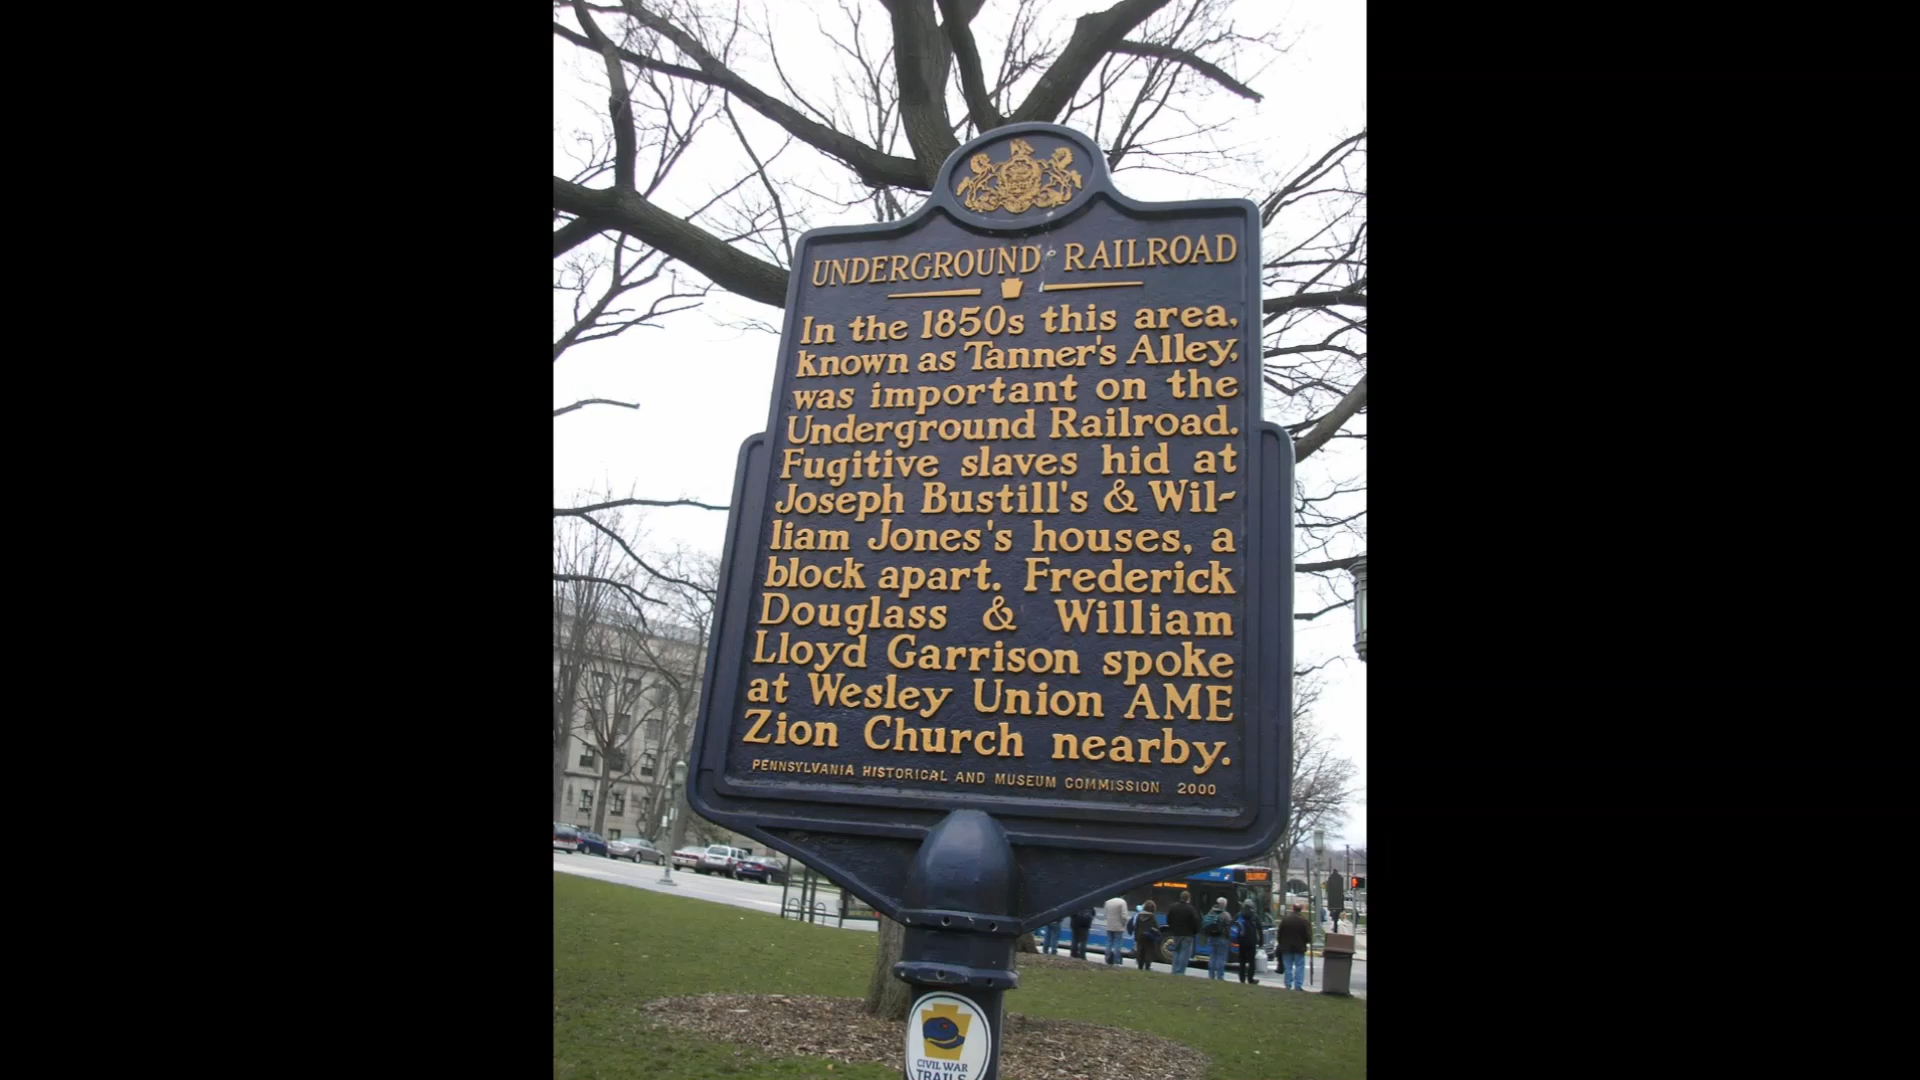 UNDERGROUND RAILROAD
In the 1850s this area,
known as Tanner's Alley,
was important on the
Underground Railroad.
Fugitive slaves hid at
Joseph Bustill's & Wil-
liam Jones's houses, a
block apart. Frederick
Douglass & William
Lloyd Garrison spoke
at Wesley Union AME
Zion Church nearby.
PENNSYLVANIA HISTORICAL AND MUSEUM COMMISSION 2000
CIVIL WAR
TRAILS